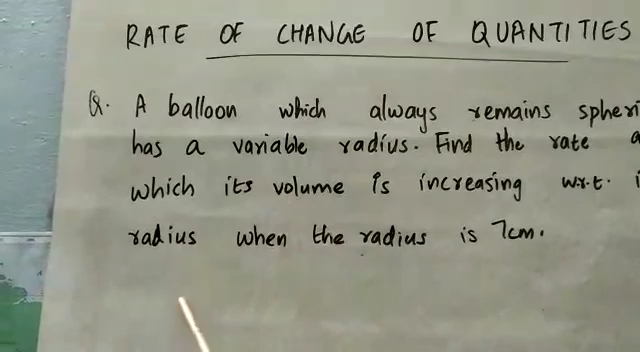 RATE OF CHANGE OF QUANTITIES
Q. A balloon which always remains spheri
has a variable radius. Find the rate a
which its volume is increasing w.r.t. i
radius when the radius is 7cm.